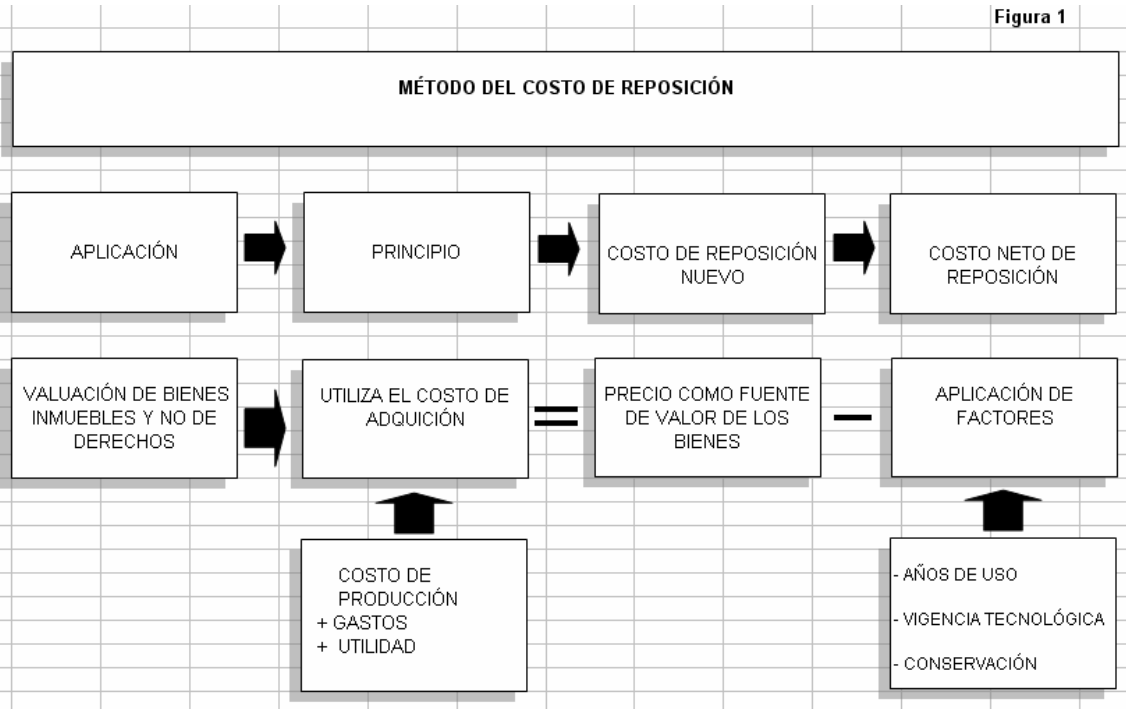 Figura 1
MÉTODO DEL COSTO DE REPOSICIÓN
APLICACIÓN
PRINCIPIO
COSTO DE REPOSICIÓN
NUEVO
COSTO NETO DE
REPOSICIÓN
VALUACIÓN DE BIENES
INMUEBLES Y NO DE
DERECHOS
UTILIZA EL COSTO DE
ADQUICIÓN
=
PRECIO COMO FUENTE
DE VALOR DE LOS
BIENES
–
APLICACIÓN DE
FACTORES
COSTO DE
PRODUCCIÓN
+ GASTOS
+ UTILIDAD
- AÑOS DE USO
- VIGENCIA TECNOLÓGICA
- CONSERVACIÓN